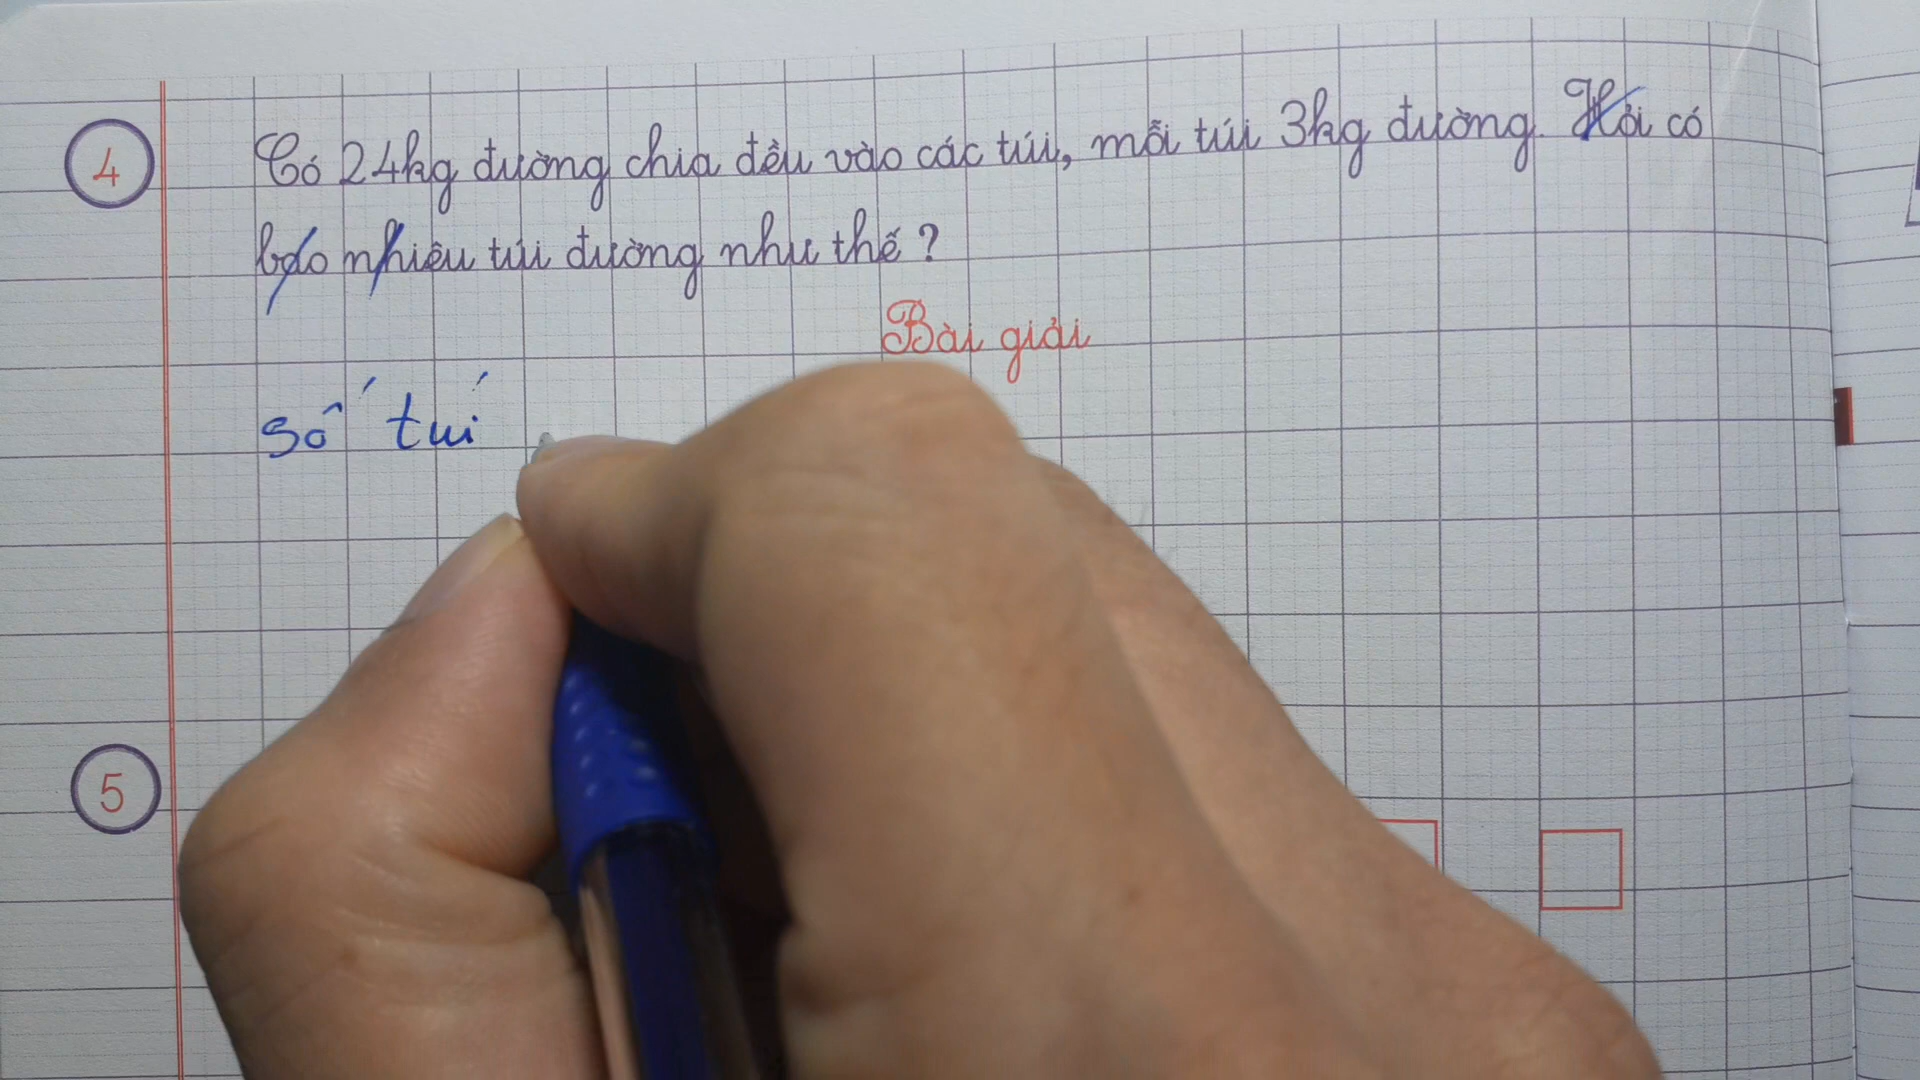 4
Có 24kg đường chia đều vào các túi, mỗi túi 3kg đường. Hỏi có
bao nhiêu túi đường như thế?
Bài giải
Số túi
5